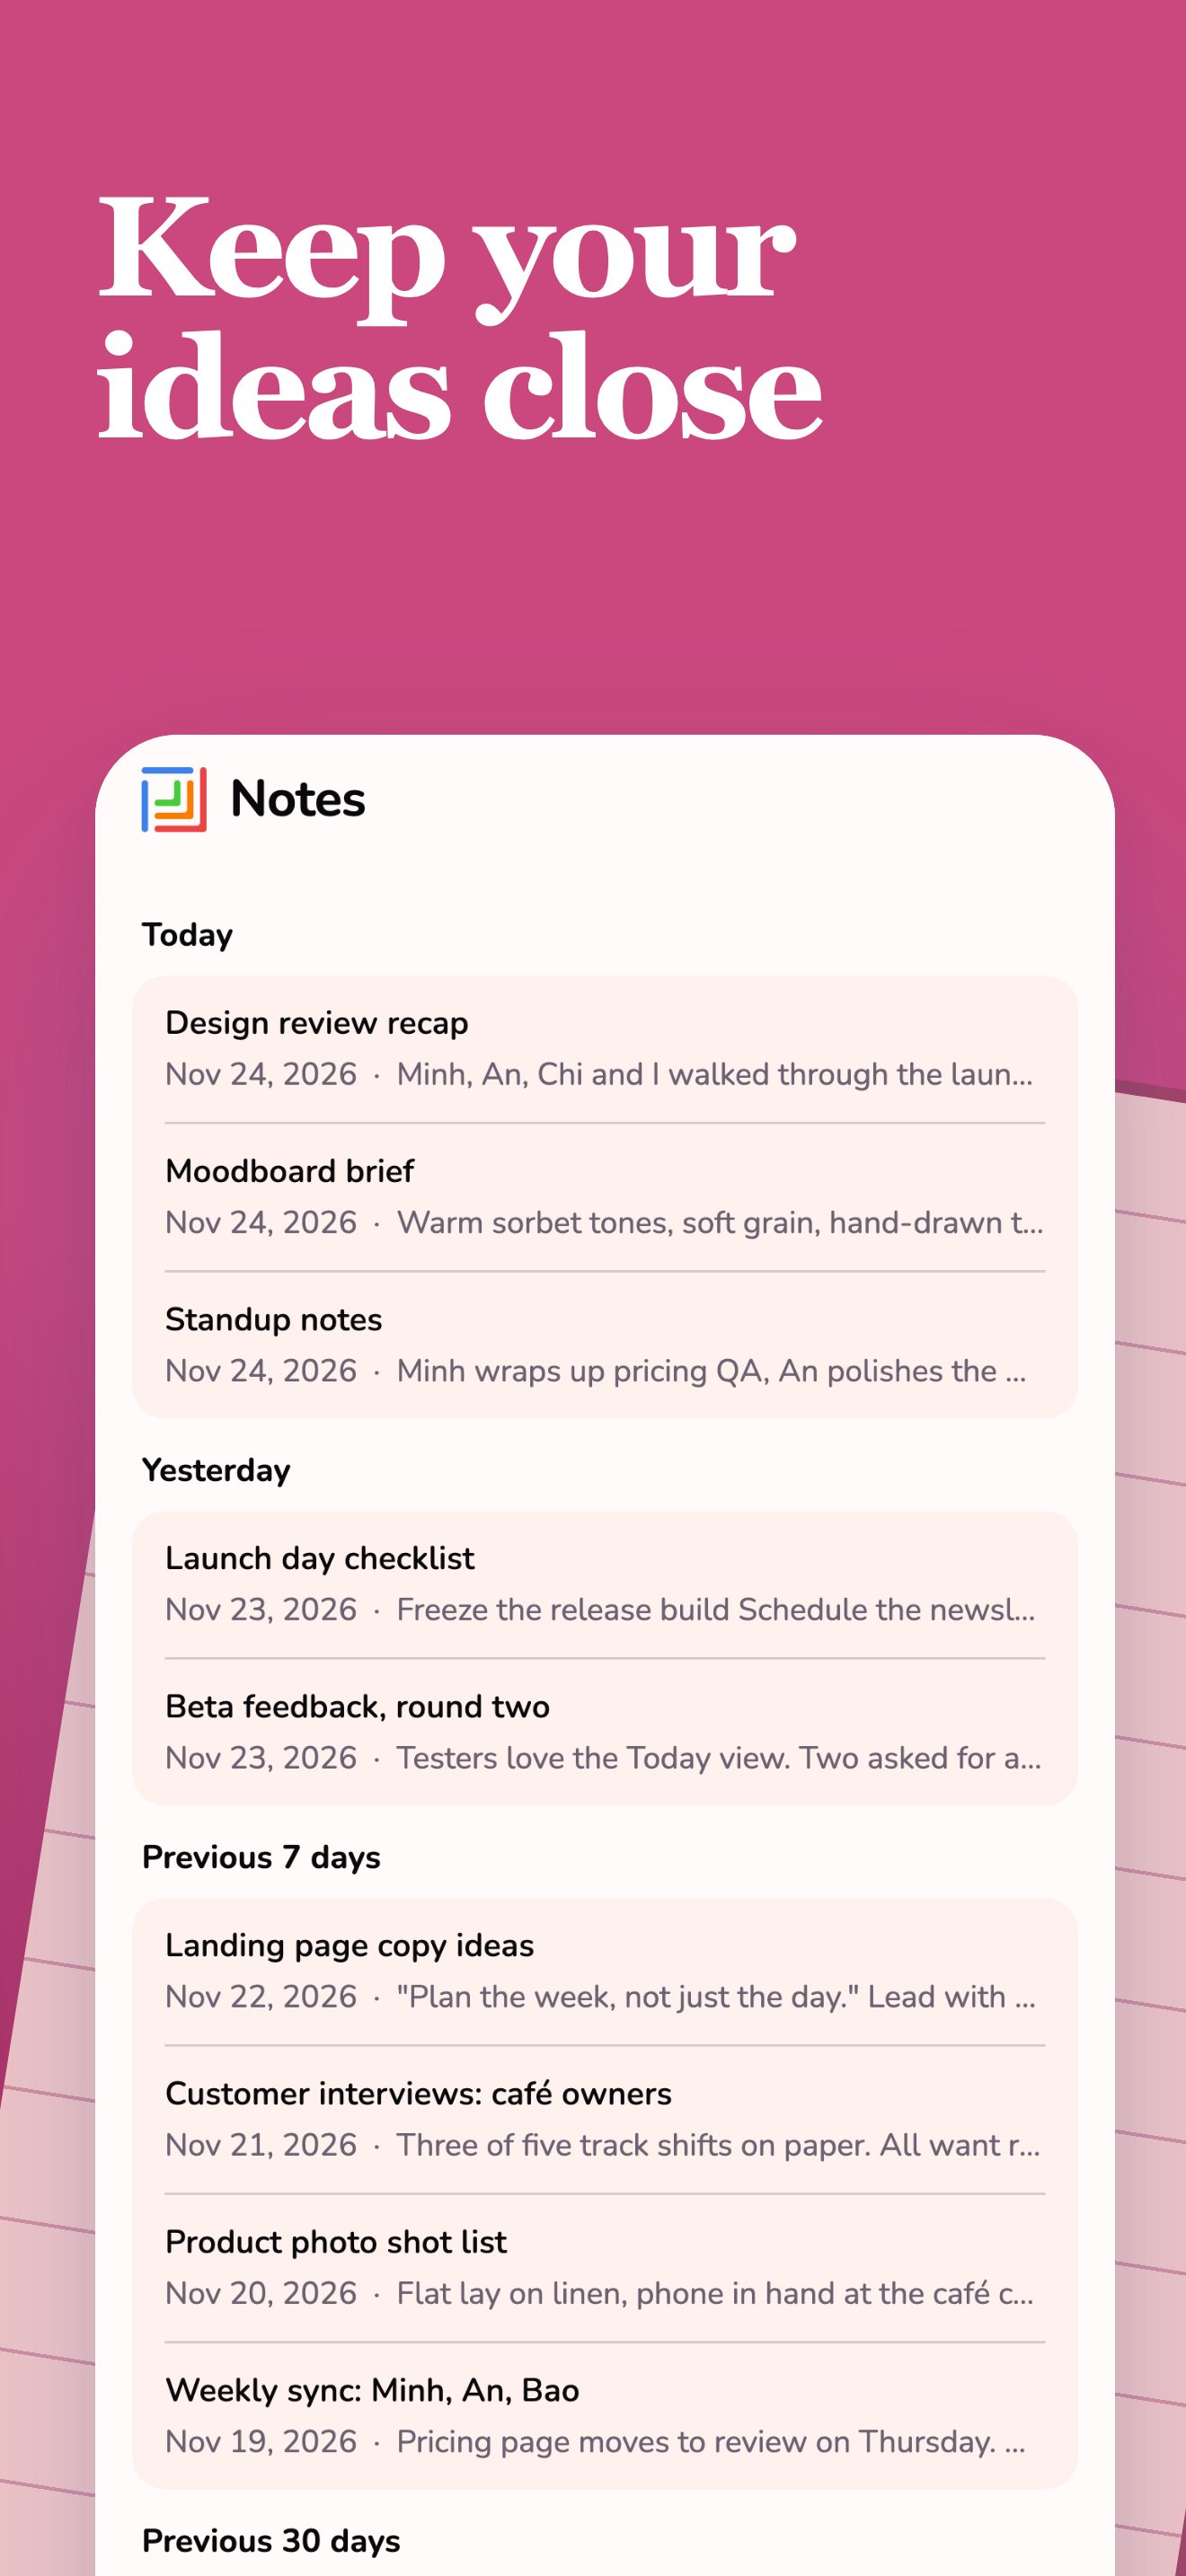 Keep your
ideas close
Notes
Today
Design review recap
Nov 24, 2026 · Minh, An, Chi and I walked through the laun...
Moodboard brief
Nov 24, 2026 · Warm sorbet tones, soft grain, hand-drawn t...
Standup notes
Nov 24, 2026 · Minh wraps up pricing QA, An polishes the ...
Yesterday
Launch day checklist
Nov 23, 2026 · Freeze the release build Schedule the newsl...
Beta feedback, round two
Nov 23, 2026 · Testers love the Today view. Two asked for a...
Previous 7 days
Landing page copy ideas
Nov 22, 2026 · "Plan the week, not just the day." Lead with ...
Customer interviews: café owners
Nov 21, 2026 · Three of five track shifts on paper. All want r...
Product photo shot list
Nov 20, 2026 · Flat lay on linen, phone in hand at the café c...
Weekly sync: Minh, An, Bao
Nov 19, 2026 · Pricing page moves to review on Thursday. ...
Previous 30 days